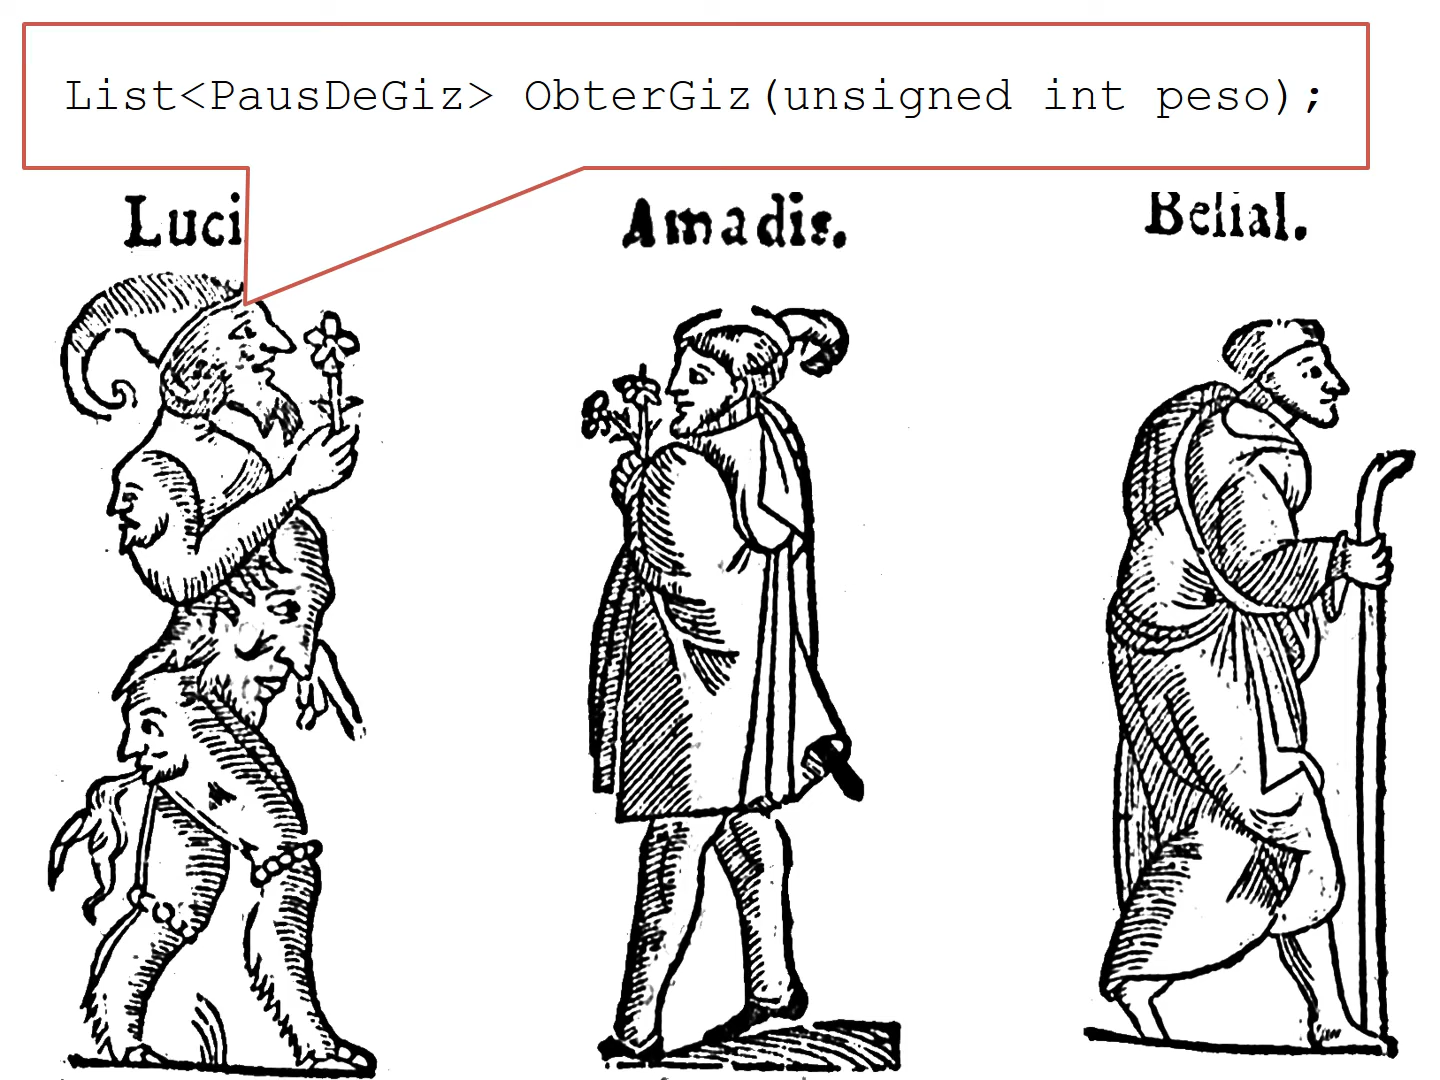 List<PausDeGiz> ObterGiz(unsigned int peso);
Luci
Amadis.
Belial.